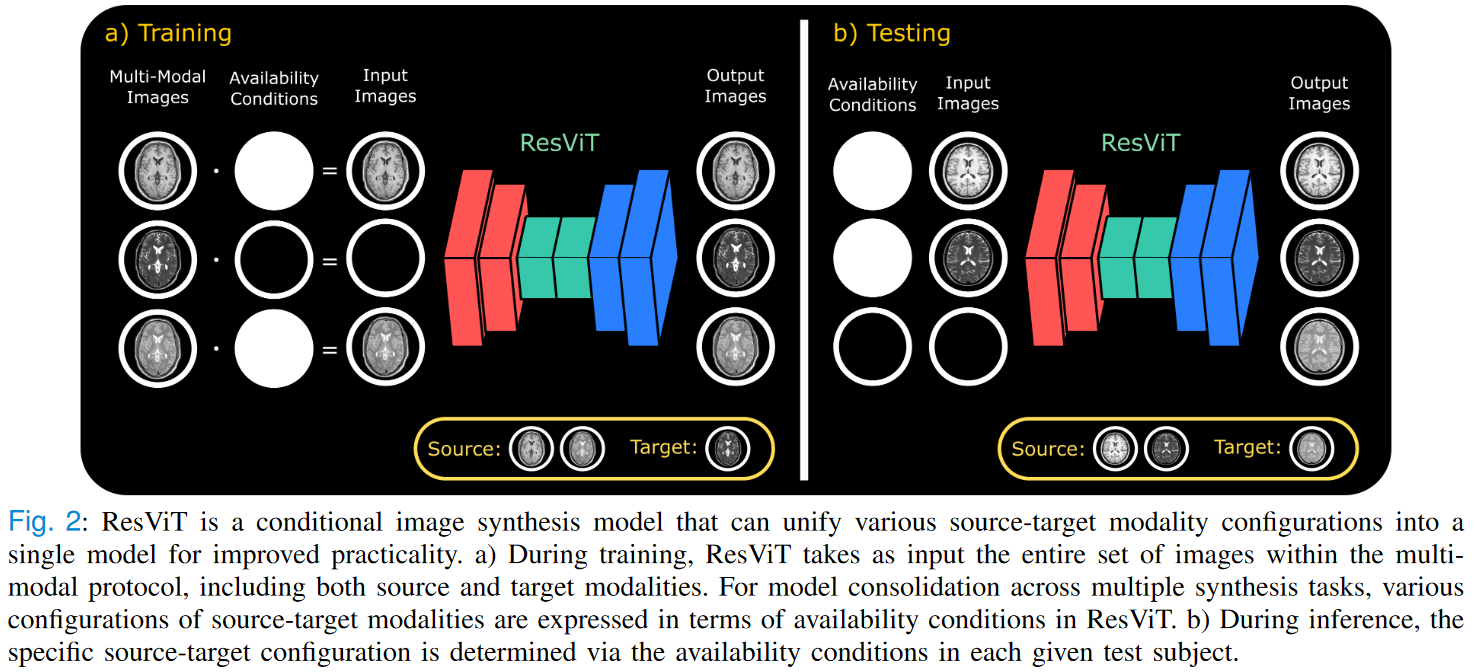 a) Training
Multi-Modal Images
Availability Conditions
Input Images
Output Images
ResViT
· =
· =
· =
Source: Target:
b) Testing
Availability Conditions
Input Images
Output Images
ResViT
Source: Target:
Fig. 2: ResViT is a conditional image synthesis model that can unify various source-target modality configurations into a
single model for improved practicality. a) During training, ResViT takes as input the entire set of images within the multi-
modal protocol, including both source and target modalities. For model consolidation across multiple synthesis tasks, various
configurations of source-target modalities are expressed in terms of availability conditions in ResViT. b) During inference, the
specific source-target configuration is determined via the availability conditions in each given test subject.